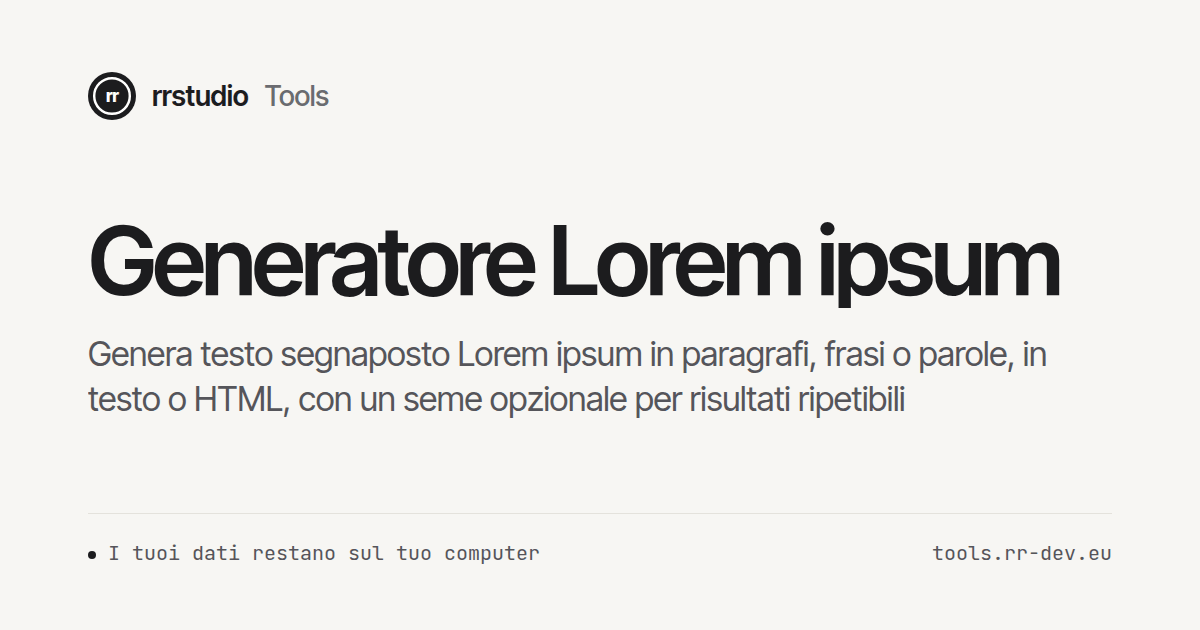 rr rrstudio Tools
Generatore Lorem ipsum
Genera testo segnaposto Lorem ipsum in paragrafi, frasi o parole, in
testo o HTML, con un seme opzionale per risultati ripetibili
I tuoi dati restano sul tuo computer
tools.rr-dev.eu